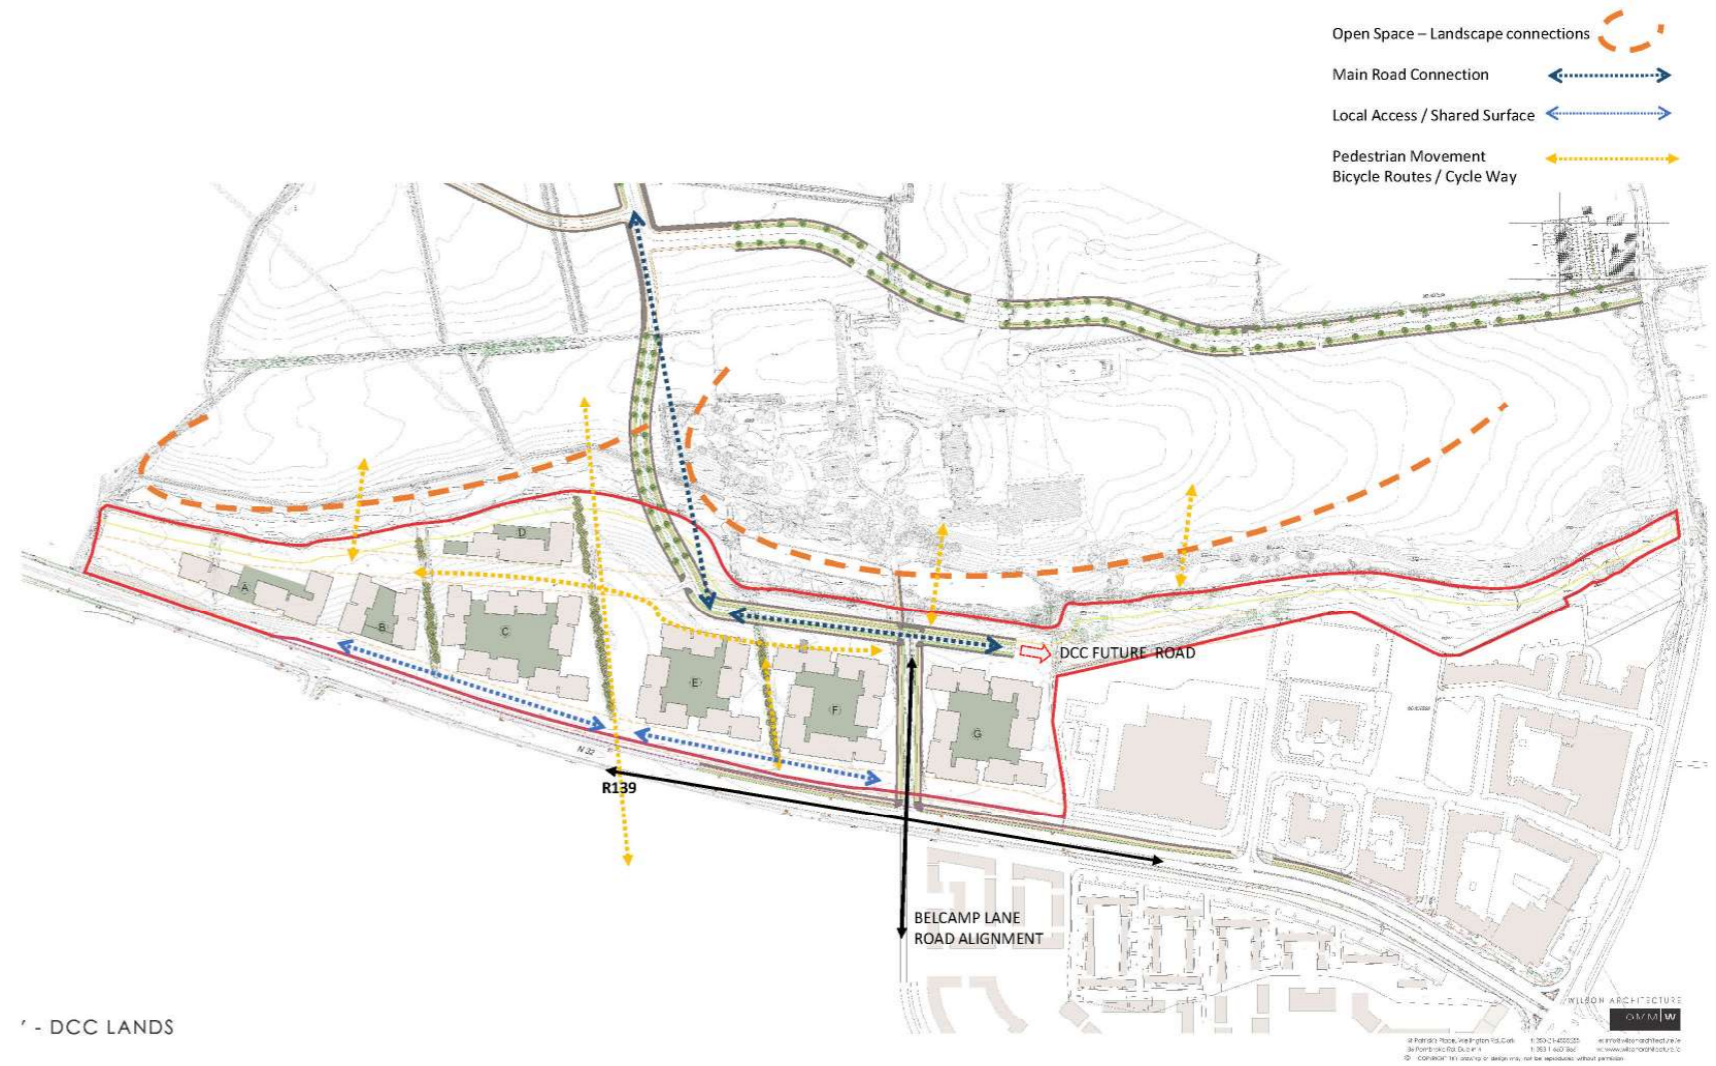 Open Space – Landscape connections
Main Road Connection
Local Access / Shared Surface
Pedestrian Movement
Bicycle Routes / Cycle Way
D
A
B
C
E
F
G
DCC FUTURE ROAD
N 32
R139
BELCAMP LANE
ROAD ALIGNMENT
' - DCC LANDS
WILSON ARCHITECTURE